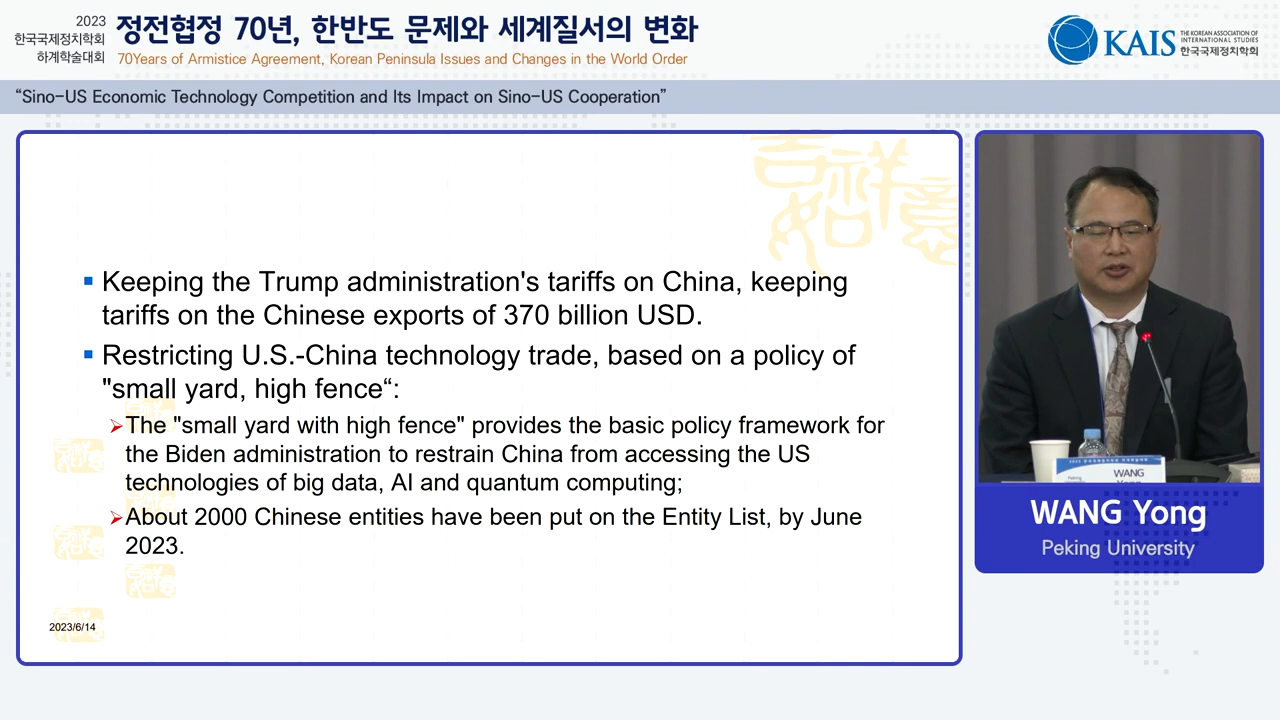 2023
한국국제정치학회
하계학술대회
정전협정 70년, 한반도 문제와 세계질서의 변화
70Years of Armistice Agreement, Korean Peninsula Issues and Changes in the World Order
KAIS
THE KOREAN ASSOCIATION OF
INTERNATIONAL STUDIES
한국국제정치학회
“Sino-US Economic Technology Competition and Its Impact on Sino-US Cooperation”
吉祥
如意
▪ Keeping the Trump administration's tariffs on China, keeping
tariffs on the Chinese exports of 370 billion USD.
▪ Restricting U.S.-China technology trade, based on a policy of
"small yard, high fence“:
➢The "small yard with high fence" provides the basic policy framework for
the Biden administration to restrain China from accessing the US
technologies of big data, AI and quantum computing;
➢About 2000 Chinese entities have been put on the Entity List, by June
2023.
2023/6/14
WANG
WANG Yong
Peking University